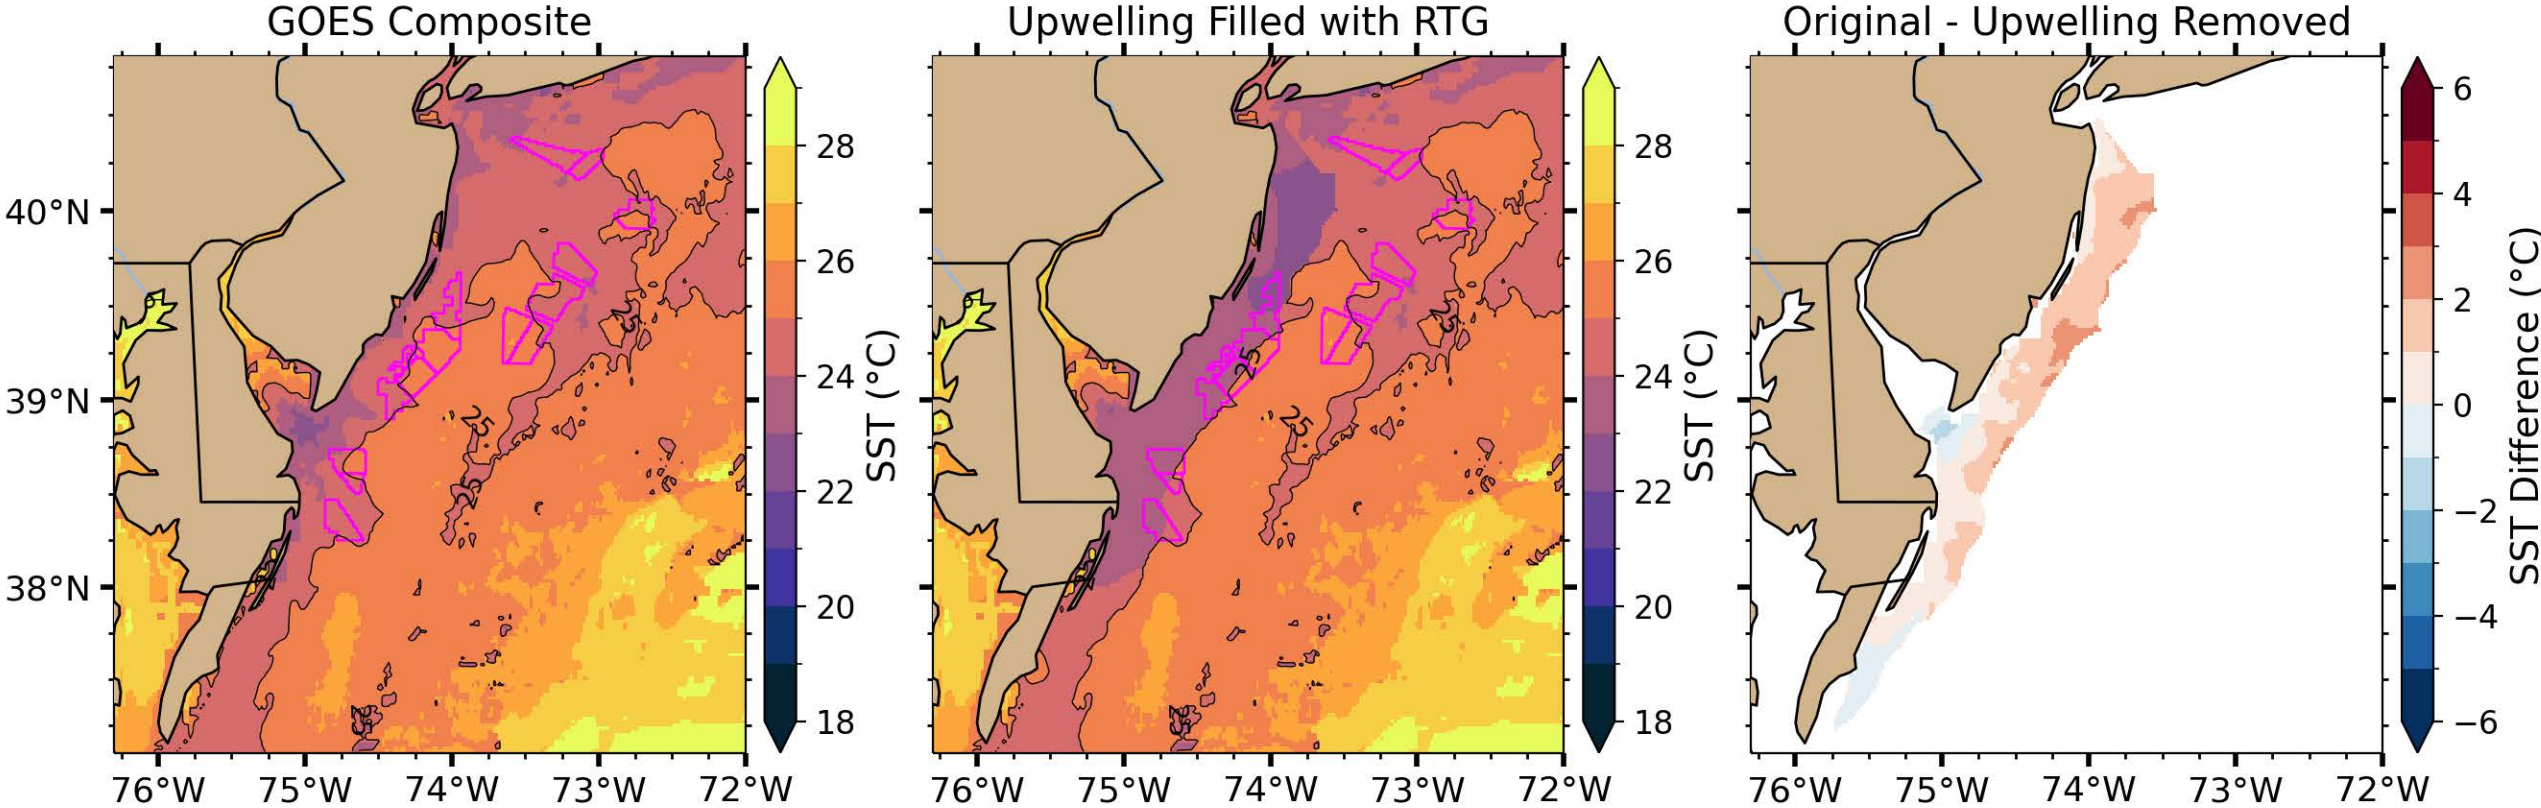 GOES Composite
Upwelling Filled with RTG
Original - Upwelling Removed
40°N
39°N
38°N
76°W 75°W 74°W 73°W 72°W
25
25
25
28
26
24
22
20
18
SST (°C)
76°W 75°W 74°W 73°W 72°W
25
25
25
28
26
24
22
20
18
SST (°C)
76°W 75°W 74°W 73°W 72°W
6
4
2
0
−2
−4
−6
SST Difference (°C)